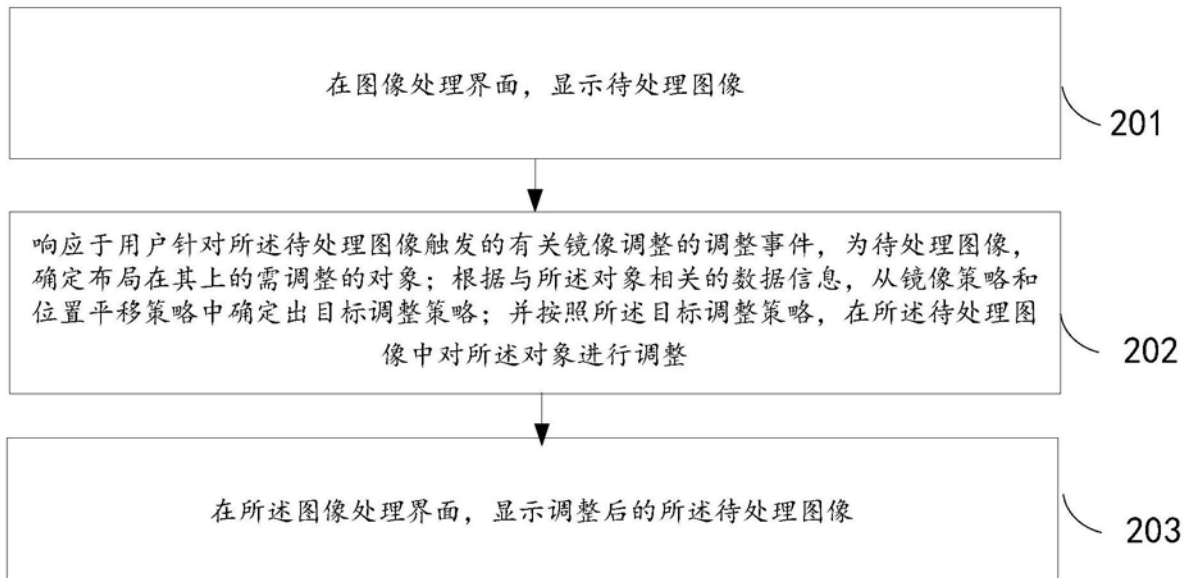 在图像处理界面，显示待处理图像
201
响应于用户针对所述待处理图像触发的有关镜像调整的调整事件，为待处理图像，
确定布局在其上的需调整的对象；根据与所述对象相关的数据信息，从镜像策略和
位置平移策略中确定出目标调整策略；并按照所述目标调整策略，在所述待处理图
像中对所述对象进行调整
202
在所述图像处理界面，显示调整后的所述待处理图像
203